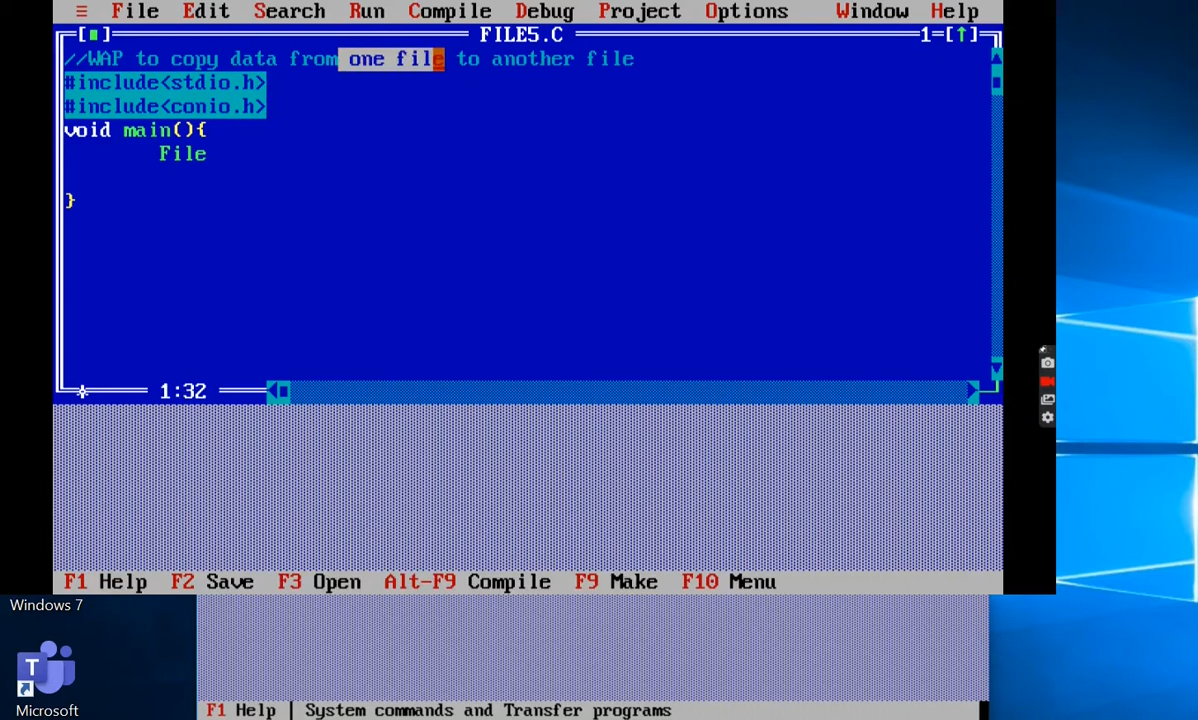 ≡ File Edit Search Run Compile Debug Project Options Window Help
[■] FILE5.C 1=[↑]
//WAP to copy data from one file to another file
#include<stdio.h>
#include<conio.h>
void main(){
File
}
1:32
F1 Help F2 Save F3 Open Alt-F9 Compile F9 Make F10 Menu
Windows 7
T
Microsoft
F1 Help | System commands and Transfer programs